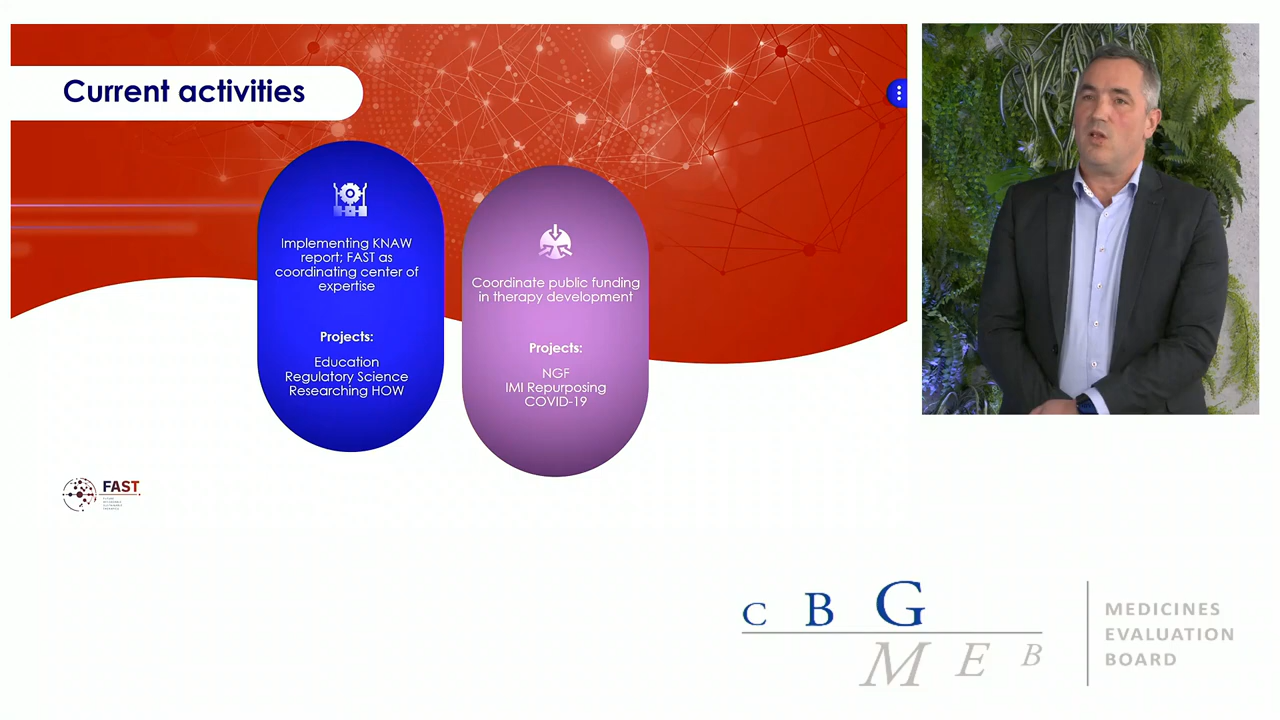 Current activities
Implementing KNAW
report; FAST as
coordinating center of
expertise
Projects:
Education
Regulatory Science
Researching HOW
Coordinate public funding
in therapy development
Projects:
NGF
IMI Repurposing
COVID-19
FAST
C B G
M E B
MEDICINES
EVALUATION
BOARD